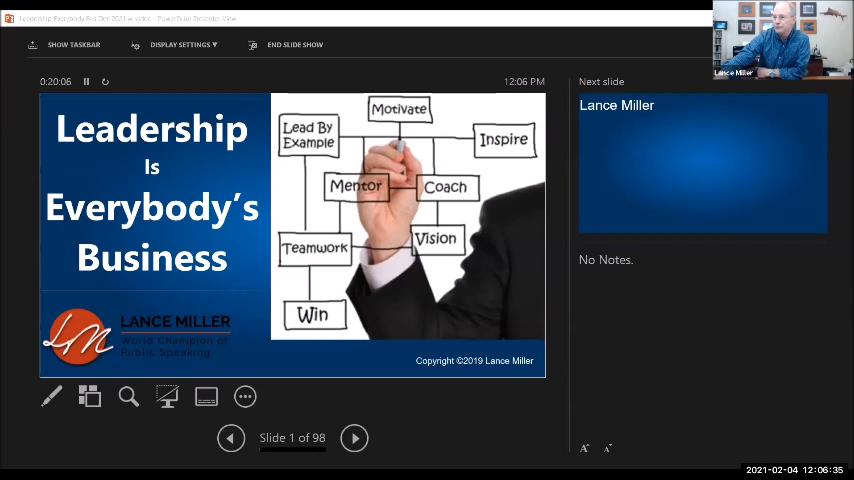 Leadership Everybody Bus Dec 2021 w video - PowerPoint Presenter View
SHOW TASKBAR
DISPLAY SETTINGS ▼
END SLIDE SHOW
Lance Miller
0:20:06
12:06 PM
Leadership
Is
Everybody's
Business
Motivate
Lead By
Example
Inspire
Mentor
Coach
Teamwork
Vision
Win
LM
LANCE MILLER
World Champion of
Public Speaking
Copyright ©2019 Lance Miller
Slide 1 of 98
Next slide
Lance Miller
No Notes.
A A
2021-02-04 12:06:35